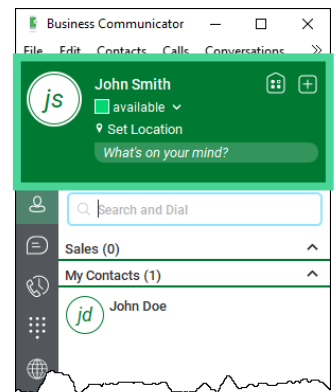 Business Communicator
File Edit Contacts Calls Conversations
js
John Smith
available
Set Location
What's on your mind?
Search and Dial
Sales (0)
My Contacts (1)
jd
John Doe